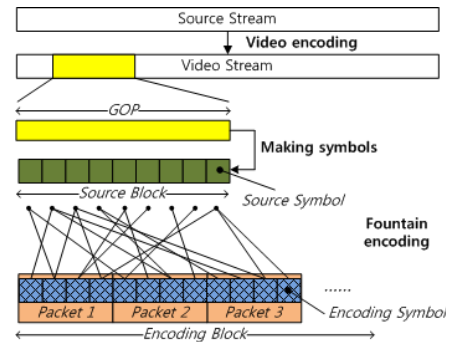 Source Stream
Video encoding
Video Stream
GOP
Making symbols
Source Block
Source Symbol
Fountain
encoding
......
Encoding Symbol
Packet 1
Packet 2
Packet 3
Encoding Block